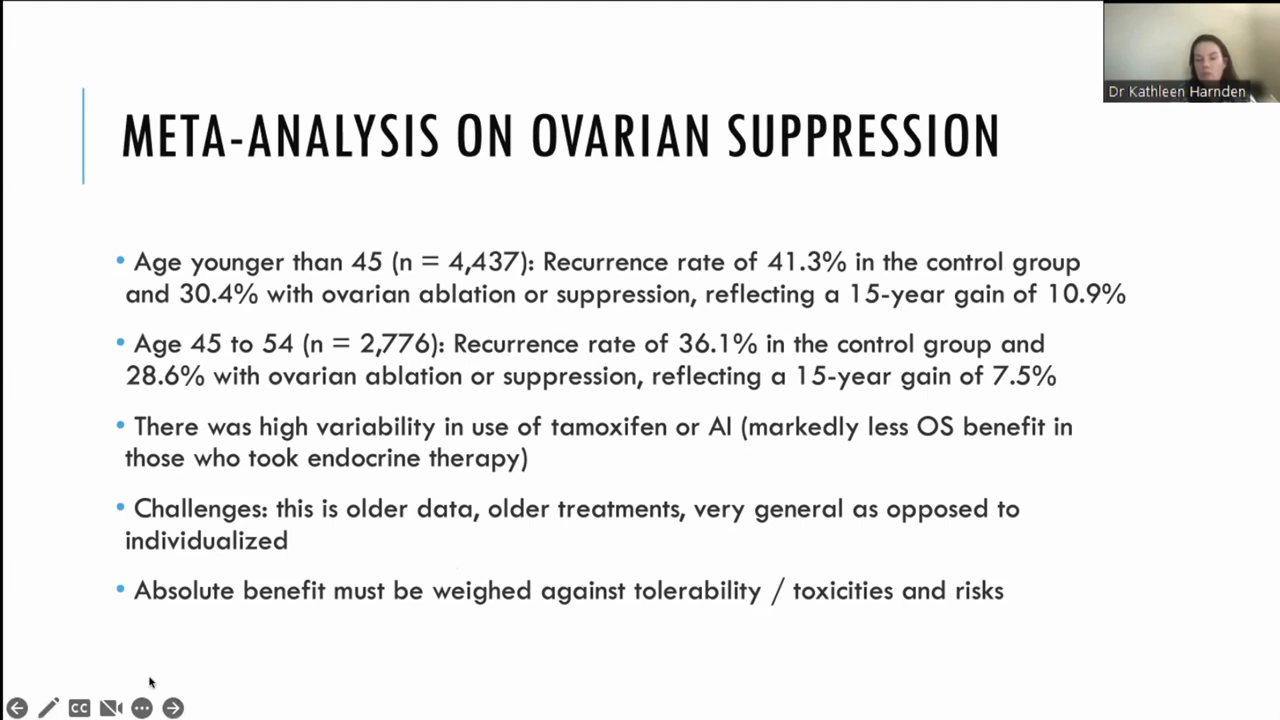 Dr Kathleen Harnden
META-ANALYSIS ON OVARIAN SUPPRESSION
• Age younger than 45 (n = 4,437): Recurrence rate of 41.3% in the control group
and 30.4% with ovarian ablation or suppression, reflecting a 15-year gain of 10.9%
• Age 45 to 54 (n = 2,776): Recurrence rate of 36.1% in the control group and
28.6% with ovarian ablation or suppression, reflecting a 15-year gain of 7.5%
• There was high variability in use of tamoxifen or AI (markedly less OS benefit in
those who took endocrine therapy)
• Challenges: this is older data, older treatments, very general as opposed to
individualized
• Absolute benefit must be weighed against tolerability / toxicities and risks
CC